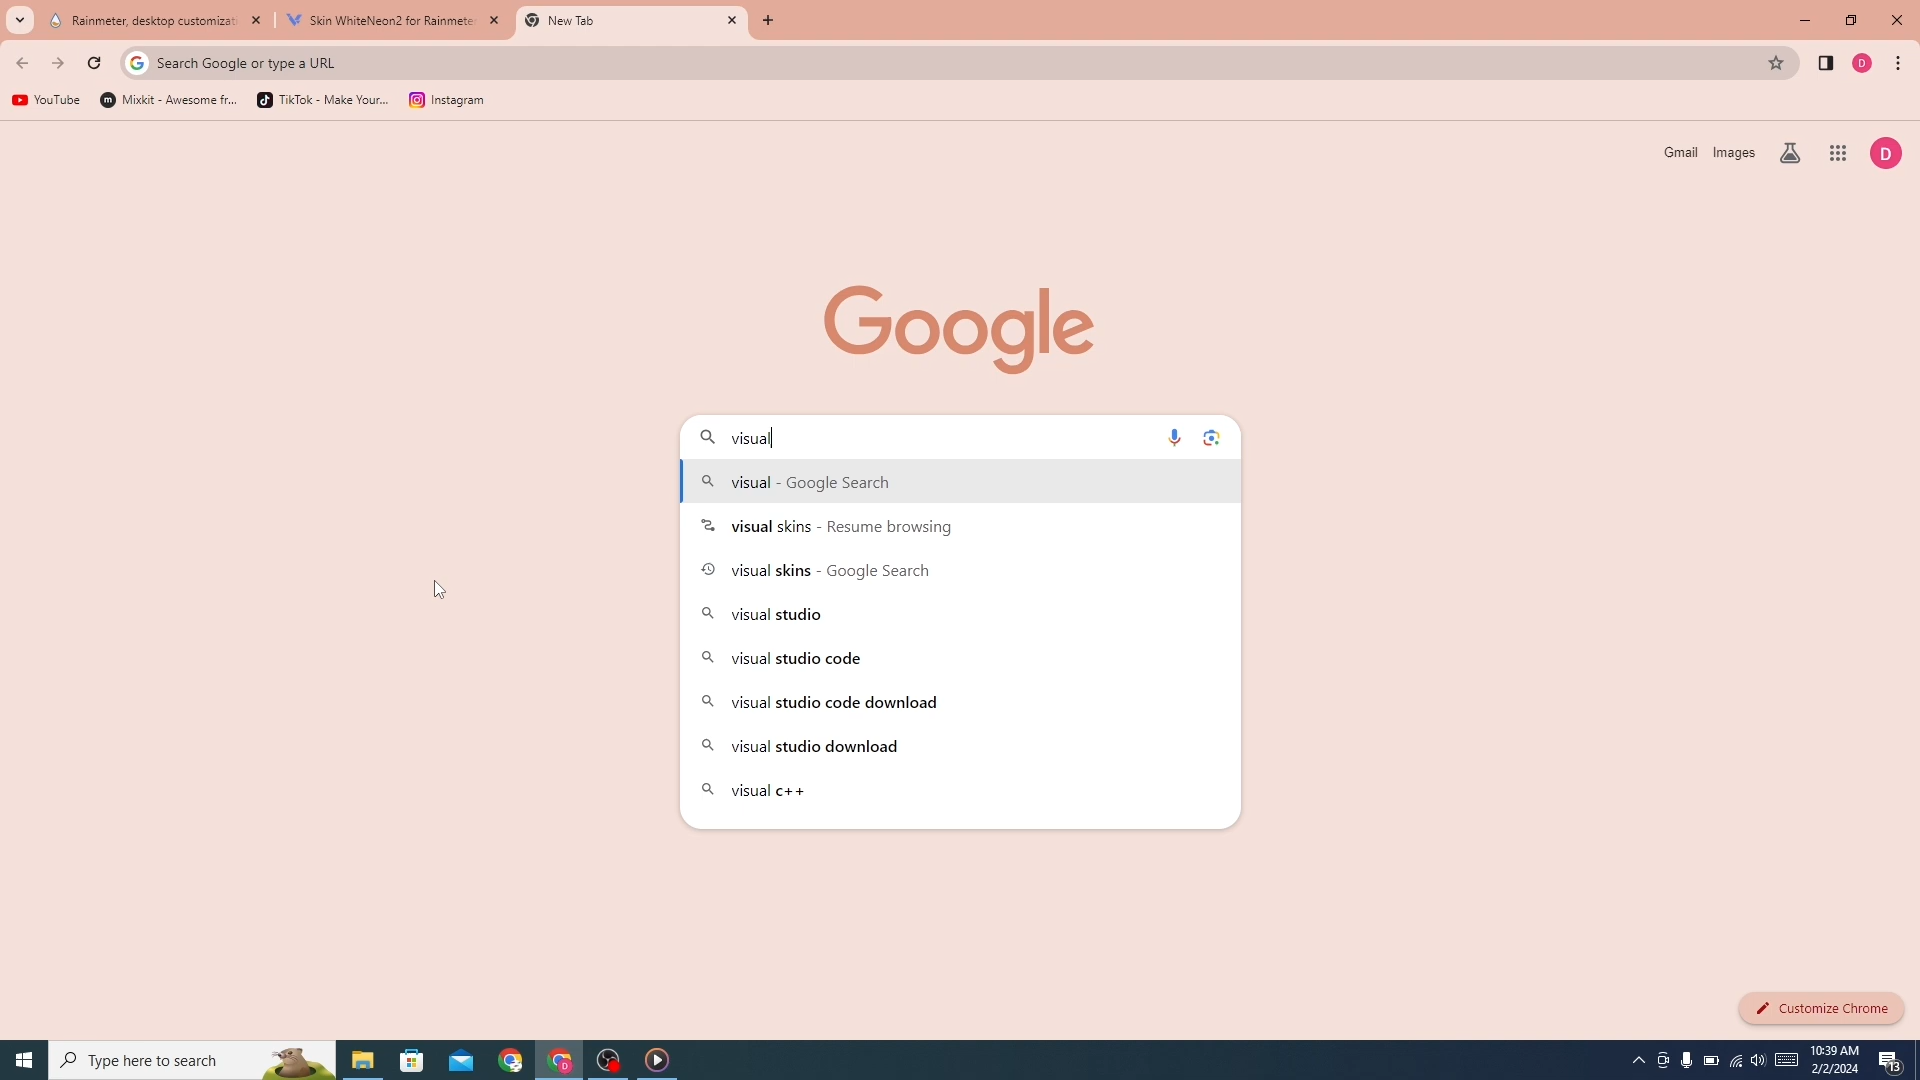 Rainmeter, desktop customizati
Skin WhiteNeon2 for Rainmete
New Tab
Search Google or type a URL
D
YouTube
Mixkit - Awesome fr...
TikTok - Make Your...
Instagram
Gmail
Images
D
Google
visual
visual - Google Search
visual skins - Resume browsing
visual skins - Google Search
visual studio
visual studio code
visual studio code download
visual studio download
visual c++
Customize Chrome
Type here to search
10:39 AM
2/2/2024
13